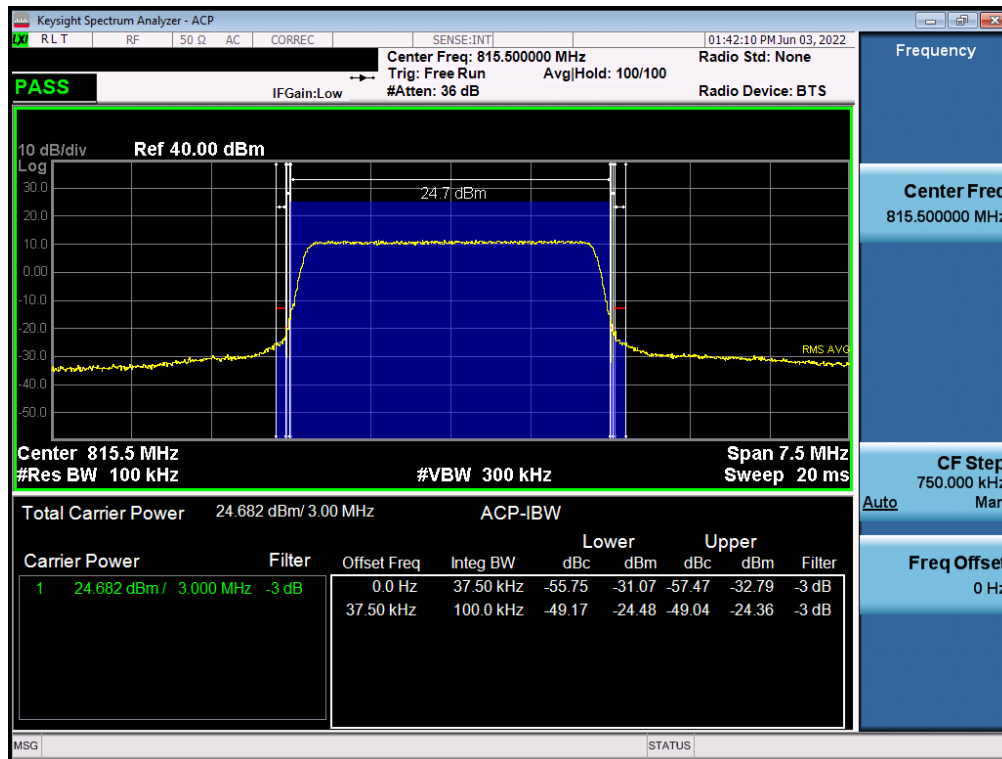 Keysight Spectrum Analyzer - ACP
LXI RLT RF 50 Ω AC CORREC SENSE:INT 01:42:10 PM Jun 03, 2022
Center Freq: 815.500000 MHz Radio Std: None
Trig: Free Run Avg|Hold: 100/100
PASS IFGain:Low #Atten: 36 dB Radio Device: BTS
10 dB/div Ref 40.00 dBm
Log
30.0
24.7 dBm
20.0
10.0
0.00
-10.0
-20.0
-30.0
RMS AVG
-40.0
-50.0
Center 815.5 MHz Span 7.5 MHz
#Res BW 100 kHz #VBW 300 kHz Sweep 20 ms
Total Carrier Power 24.682 dBm/ 3.00 MHz ACP-IBW
Lower Upper
Carrier Power Filter Offset Freq Integ BW dBc dBm dBc dBm Filter
1 24.682 dBm / 3.000 MHz -3 dB 0.0 Hz 37.50 kHz -55.75 -31.07 -57.47 -32.79 -3 dB
37.50 kHz 100.0 kHz -49.17 -24.48 -49.04 -24.36 -3 dB
MSG STATUS
Frequency
Center Freq
815.500000 MHz
CF Step
750.000 kHz
Auto Man
Freq Offset
0 Hz